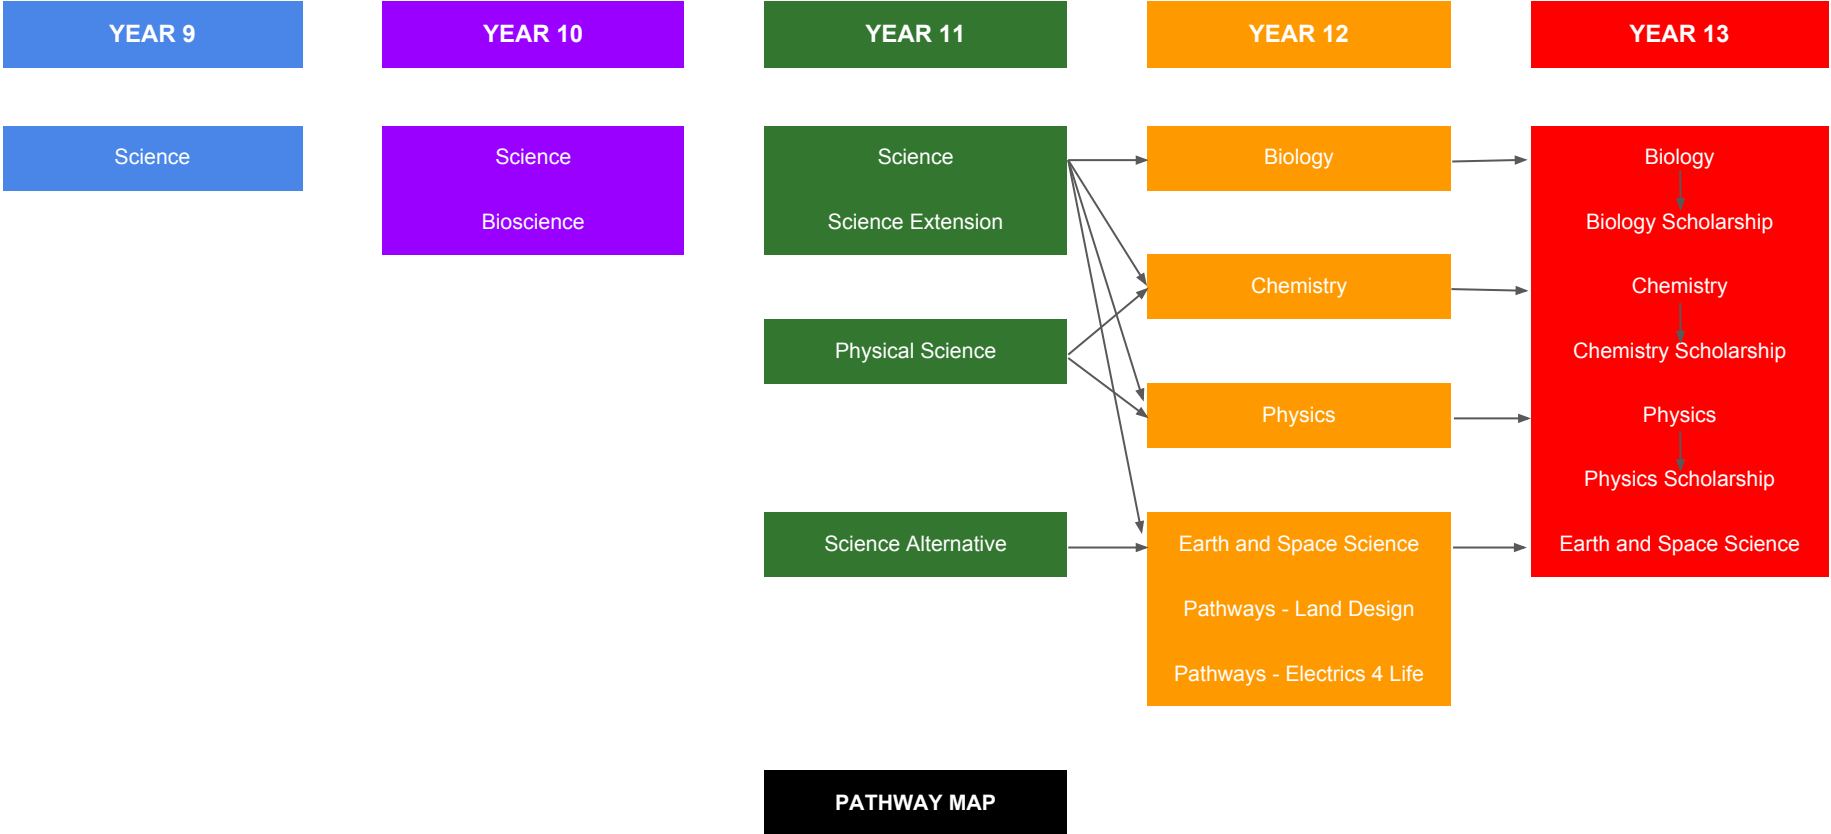 YEAR 9
YEAR 10
YEAR 11
YEAR 12
YEAR 13
Science
Science
Science
Biology
Biology
Bioscience
Science Extension
Biology Scholarship
Chemistry
Chemistry
Physical Science
Chemistry Scholarship
Physics
Physics
Physics Scholarship
Science Alternative
Earth and Space Science
Earth and Space Science
Pathways - Land Design
Pathways - Electrics 4 Life
PATHWAY MAP